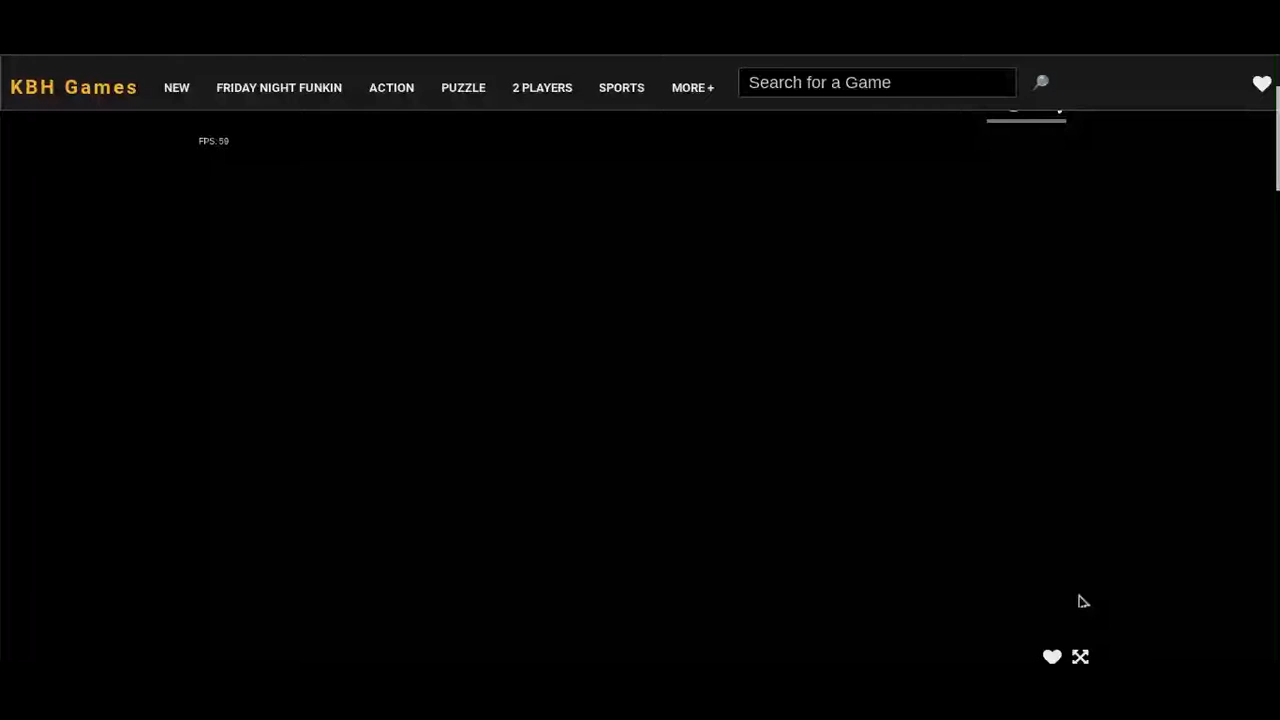 KBH Games NEW FRIDAY NIGHT FUNKIN ACTION PUZZLE 2 PLAYERS SPORTS MORE + Search for a Game
FPS: 59